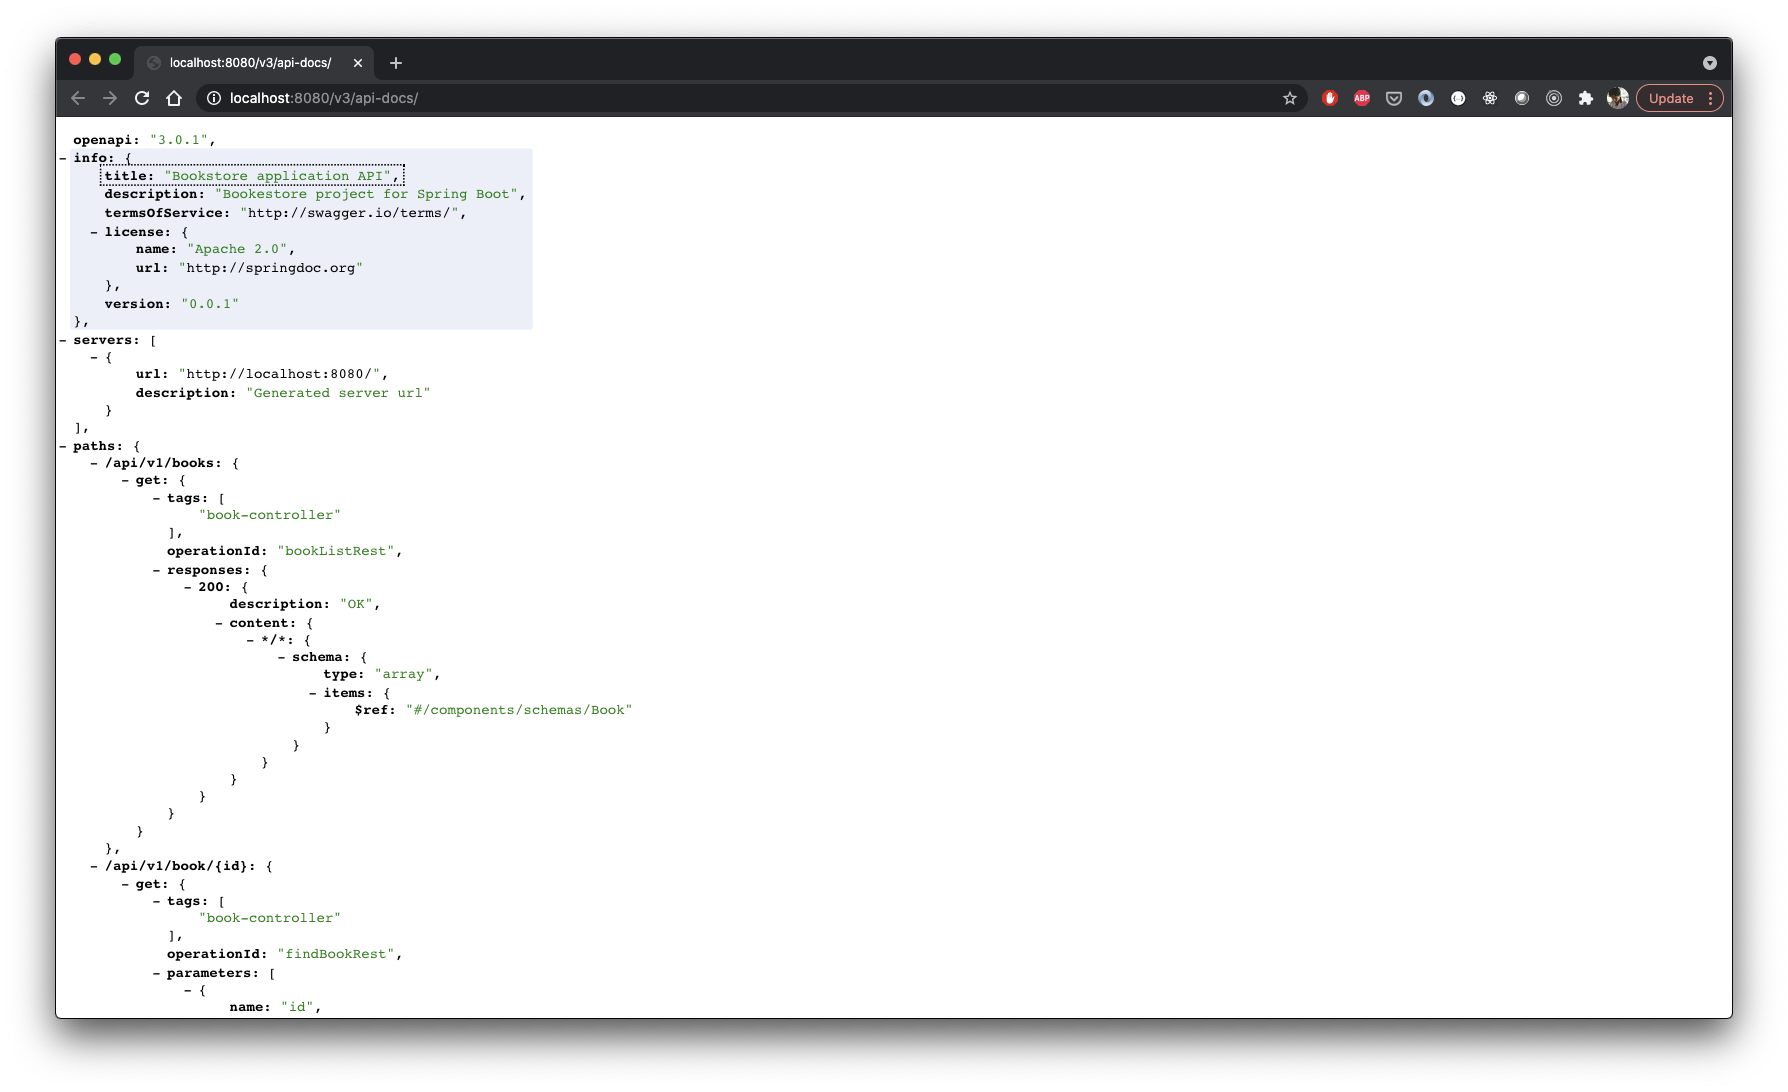 localhost:8080/v3/api-docs/
localhost:8080/v3/api-docs/
ABP
Update
openapi: "3.0.1",
- info: {
title: "Bookstore application API",
description: "Bookestore project for Spring Boot",
termsOfService: "http://swagger.io/terms/",
- license: {
name: "Apache 2.0",
url: "http://springdoc.org"
},
version: "0.0.1"
},
- servers: [
- {
url: "http://localhost:8080/",
description: "Generated server url"
}
],
- paths: {
- /api/v1/books: {
- get: {
- tags: [
"book-controller"
],
operationId: "bookListRest",
- responses: {
- 200: {
description: "OK",
- content: {
- */*: {
- schema: {
type: "array",
- items: {
$ref: "#/components/schemas/Book"
}
}
}
}
}
}
}
},
- /api/v1/book/{id}: {
- get: {
- tags: [
"book-controller"
],
operationId: "findBookRest",
- parameters: [
- {
name: "id",